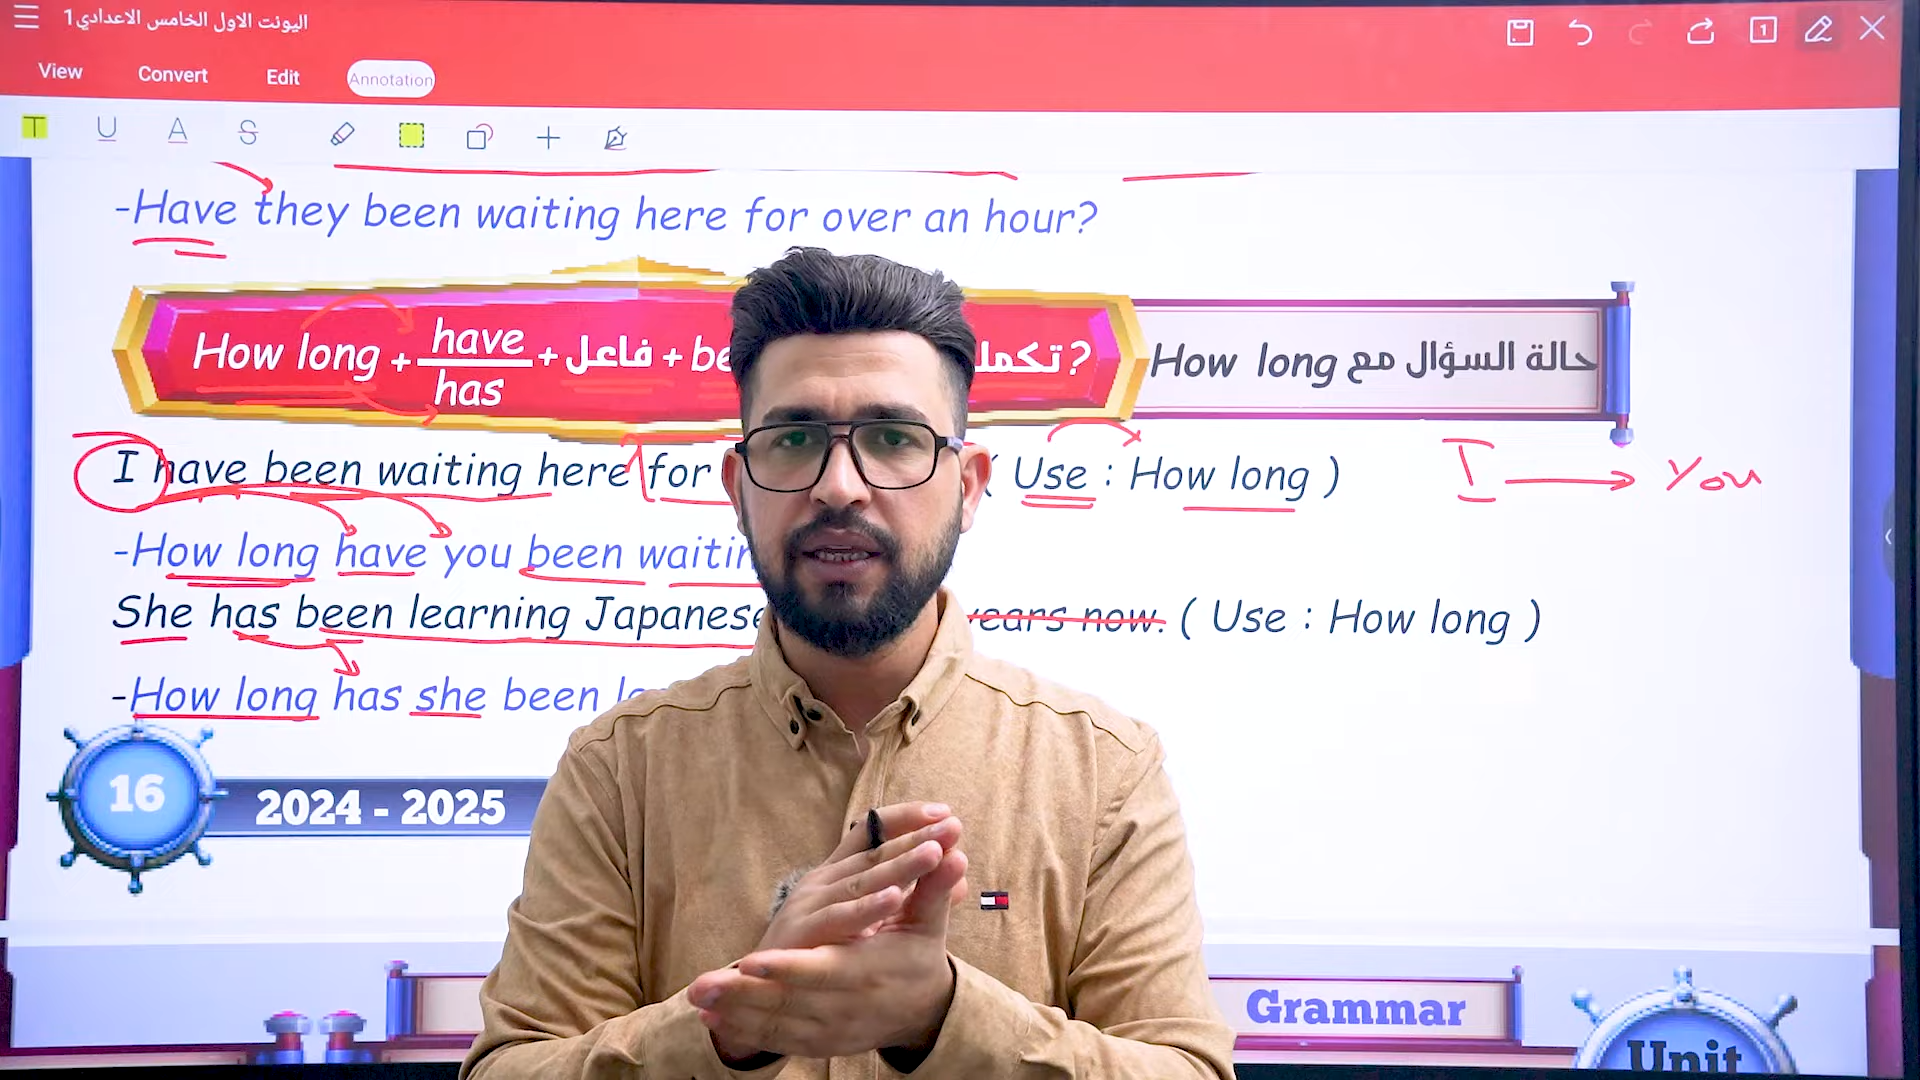 اليونت الاول الخامس الاعدادي1
1
View Convert Edit Annotation
T U A S
-Have they been waiting here for over an hour?
How long + have + فاعل + be تكمل ?
has
حالة السؤال مع How long
I have been waiting here for ( Use : How long )
I → You
-How long have you been waitin
She has been learning Japanese years now. ( Use : How long )
-How long has she been le
16
2024 - 2025
Grammar
Unit